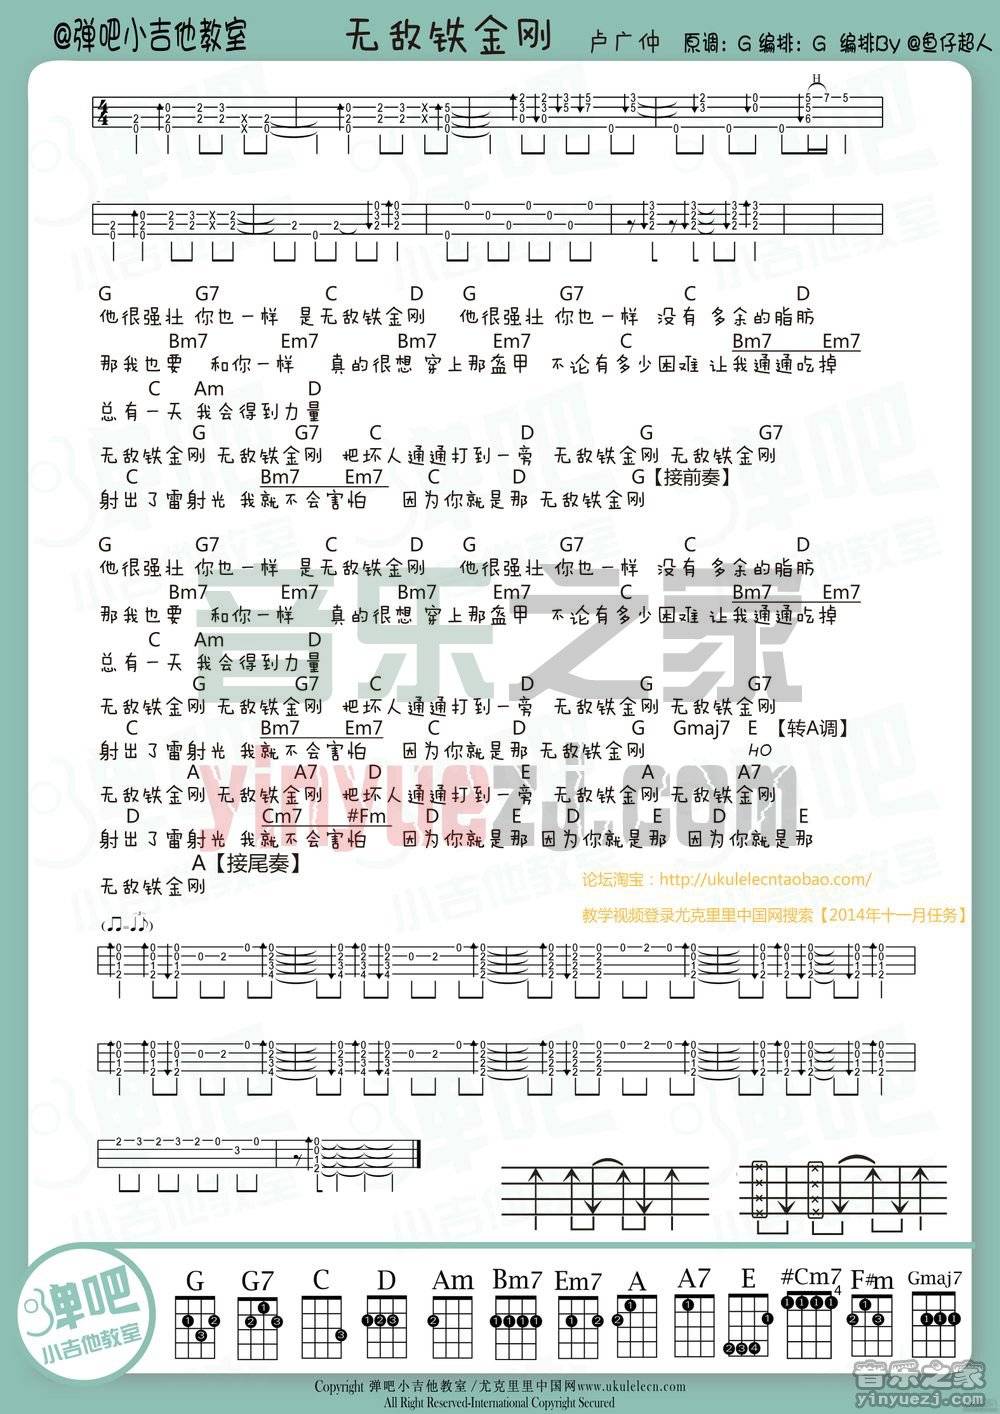 @弹吧小吉他教室 无敌铁金刚 卢广仲 原调：G 编排：G 编排By @鱼仔超人
G G7 C D G G7 C D
他很强壮 你也一样 是无敌铁金刚 他很强壮 你也一样 没有 多余的脂肪
Bm7 Em7 Bm7 Em7 C Bm7 Em7
那我也要 和你一样 真的很想 穿上那盔甲 不论有多少困难 让我通通吃掉
C Am D
总有一天 我会得到力量
G G7 C D G G7
无敌铁金刚 无敌铁金刚 把坏人通通打到一旁 无敌铁金刚 无敌铁金刚
C Bm7 Em7 C D G【接前奏】
射出了雷射光 我就不会害怕 因为你就是那 无敌铁金刚
G G7 C D G G7 C D
他很强壮 你也一样 是无敌铁金刚 他很强壮 你也一样 没有 多余的脂肪
Bm7 Em7 Bm7 Em7 C Bm7 Em7
那我也要 和你一样 真的很想 穿上那盔甲 不论有多少困难 让我通通吃掉
C Am D
总有一天 我会得到力量
G G7 C D G G7
无敌铁金刚 无敌铁金刚 把坏人通通打到一旁 无敌铁金刚 无敌铁金刚
C Bm7 Em7 C D G Gmaj7 E 【转A调】
射出了雷射光 我就不会害怕 因为你就是那 无敌铁金刚 HO
A A7 D E A A7
无敌铁金刚 无敌铁金刚 把坏人通通打到一旁 无敌铁金刚 无敌铁金刚
D Cm7 #Fm D E D E D E
射出了雷射光 我就不会害怕 因为你就是那 因为你就是那 因为你就是那
A【接尾奏】
无敌铁金刚
论坛淘宝：http://ukulelecntaobao.com/
教学视频登录尤克里里中国网搜索【2014年十一月任务】
音乐之家
yinyuezj.com
弹吧
小吉他教室
G G7 C D Am Bm7 Em7 A A7 E #Cm7 F#m Gmaj7
Copyright 弹吧小吉他教室 /尤克里里中国网www.ukulelecn.com
All Right Reserved-International Copyright Secured
音乐之家
yinyuezj.com